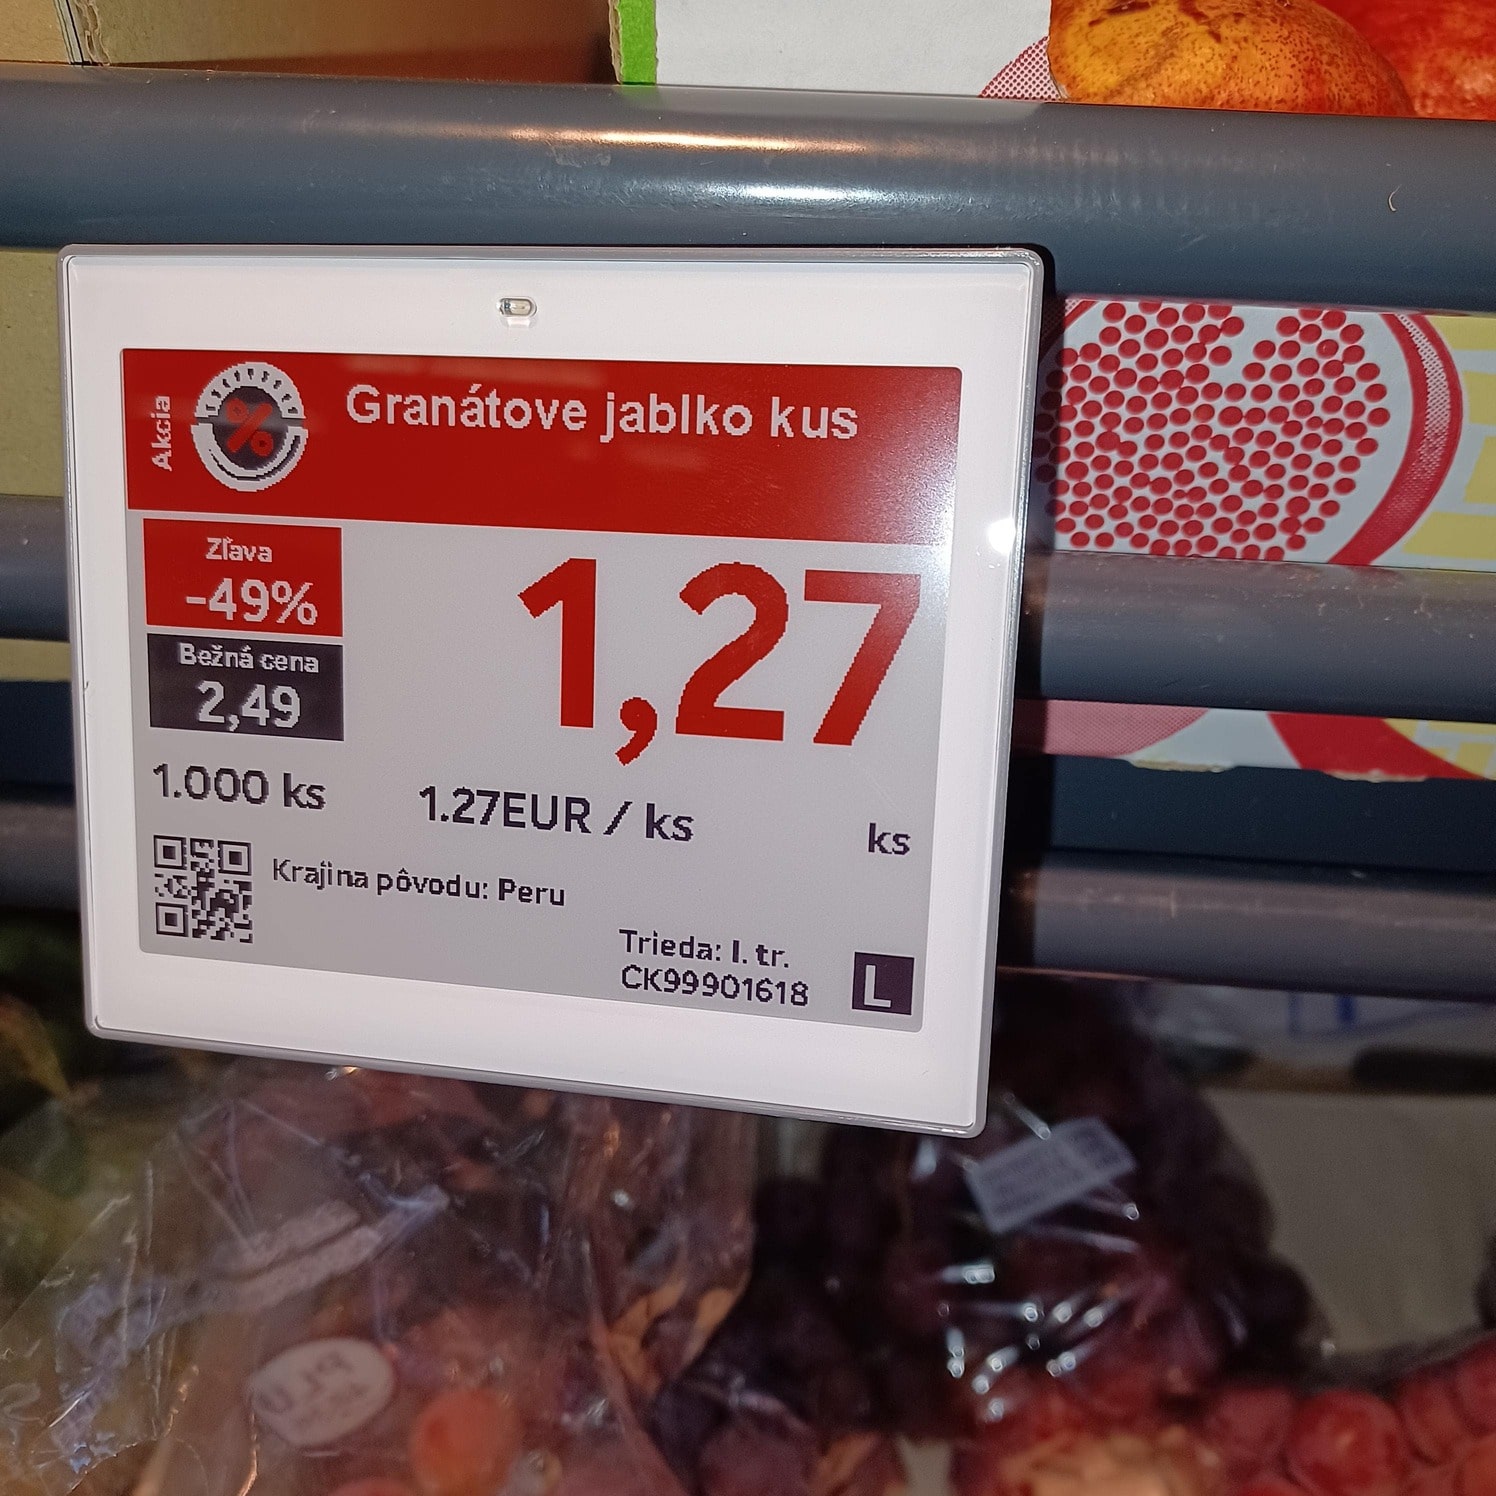 Akcia
Granátove jablko kus
Zľava
-49%
Bežná cena
2,49
1,27
1.000 ks
1.27EUR / ks
ks
Krajina pôvodu: Peru
Trieda: I. tr.
CK99901618
L